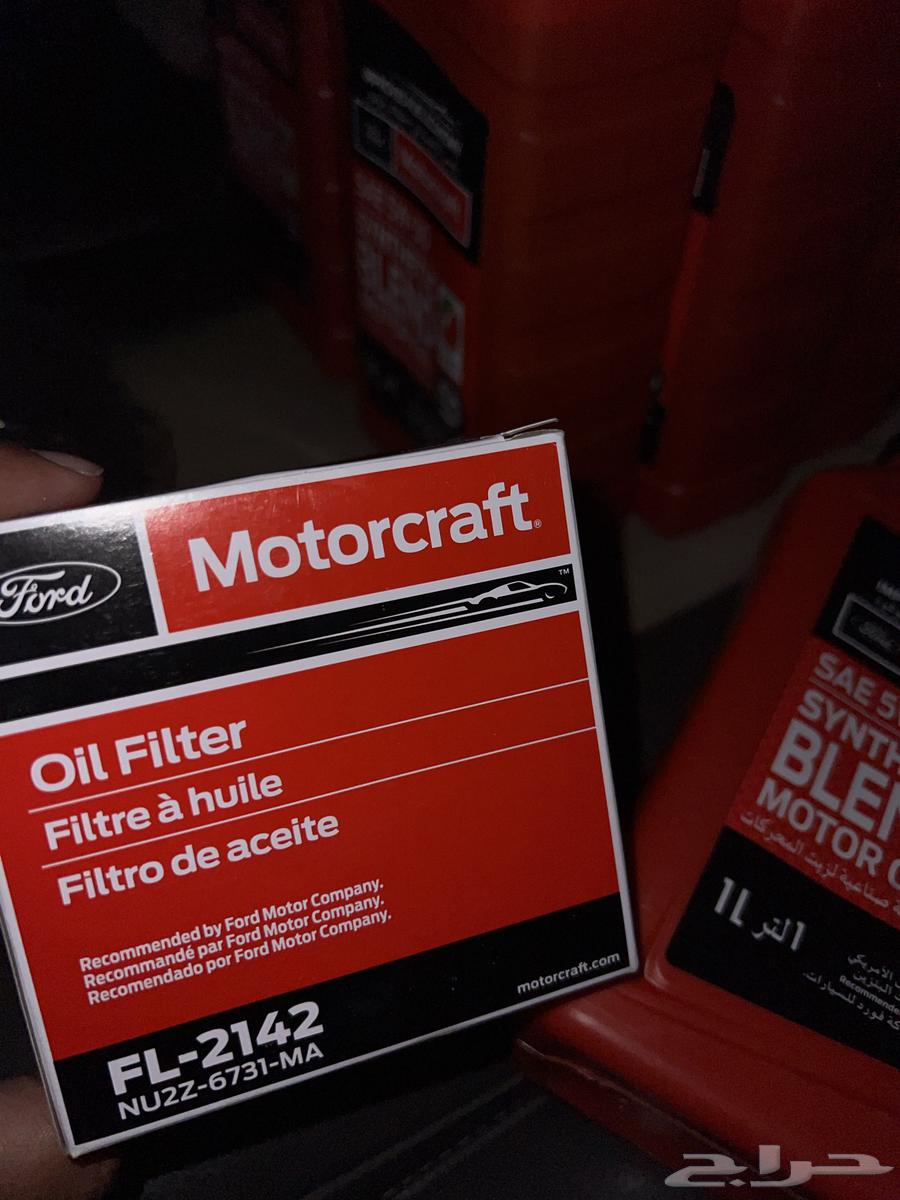 Ford
Motorcraft®
™
Oil Filter
Filtre à huile
Filtro de aceite
Recommended by Ford Motor Company.
Recommandé par Ford Motor Company.
Recomendado por Ford Motor Company.
motorcraft.com
FL-2142
NU2Z-6731-MA
SAE 5
SYNTH
BLEN
MOTOR
1L التر
حراج